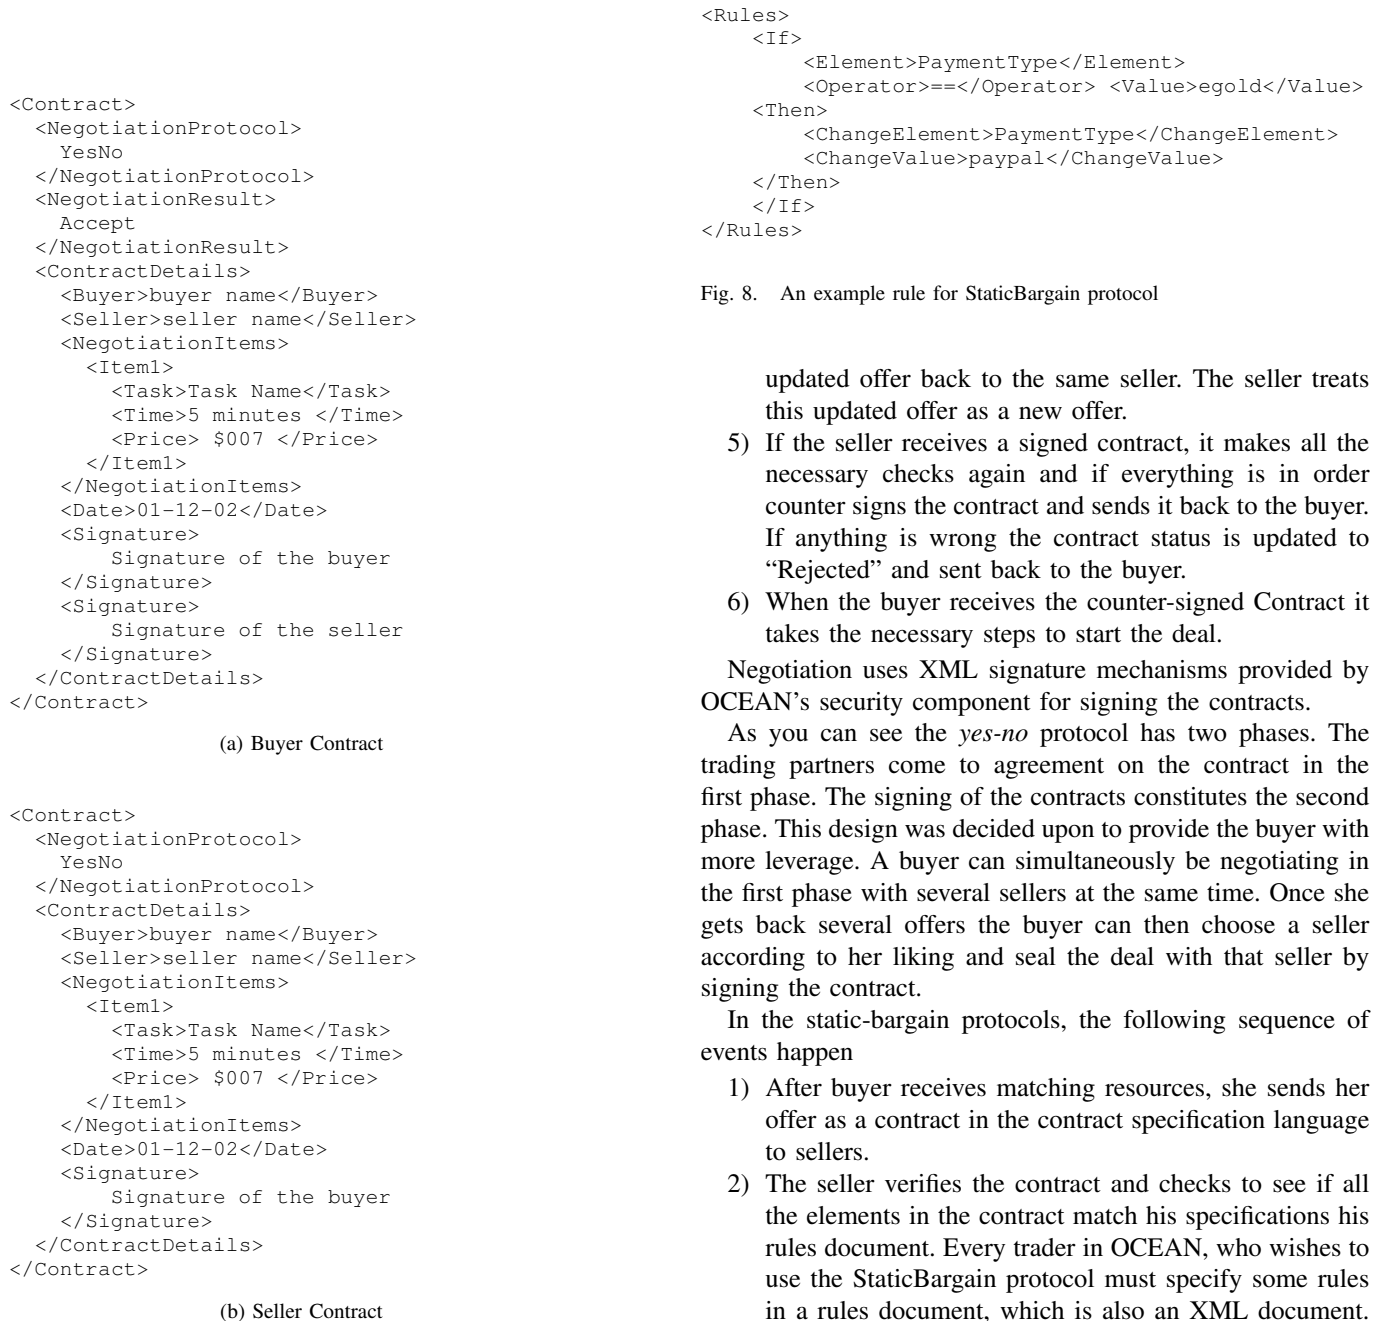 <Contract>
<NegotiationProtocol>
YesNo
</NegotiationProtocol>
<NegotiationResult>
Accept
</NegotiationResult>
<ContractDetails>
<Buyer>buyer name</Buyer>
<Seller>seller name</Seller>
<NegotiationItems>
<Item1>
<Task>Task Name</Task>
<Time>5 minutes </Time>
<Price> $007 </Price>
</Item1>
</NegotiationItems>
<Date>01-12-02</Date>
<Signature>
Signature of the buyer
</Signature>
<Signature>
Signature of the seller
</Signature>
</ContractDetails>
</Contract>
(a) Buyer Contract
<Contract>
<NegotiationProtocol>
YesNo
</NegotiationProtocol>
<ContractDetails>
<Buyer>buyer name</Buyer>
<Seller>seller name</Seller>
<NegotiationItems>
<Item1>
<Task>Task Name</Task>
<Time>5 minutes </Time>
<Price> $007 </Price>
</Item1>
</NegotiationItems>
<Date>01-12-02</Date>
<Signature>
Signature of the buyer
</Signature>
</ContractDetails>
</Contract>
(b) Seller Contract
<Rules>
<If>
<Element>PaymentType</Element>
<Operator>==</Operator> <Value>egold</Value>
<Then>
<ChangeElement>PaymentType</ChangeElement>
<ChangeValue>paypal</ChangeValue>
</Then>
</If>
</Rules>
Fig. 8. An example rule for StaticBargain protocol
updated offer back to the same seller. The seller treats
this updated offer as a new offer.
5) If the seller receives a signed contract, it makes all the
necessary checks again and if everything is in order
counter signs the contract and sends it back to the buyer.
If anything is wrong the contract status is updated to
“Rejected” and sent back to the buyer.
6) When the buyer receives the counter-signed Contract it
takes the necessary steps to start the deal.
Negotiation uses XML signature mechanisms provided by
OCEAN’s security component for signing the contracts.
As you can see the yes-no protocol has two phases. The
trading partners come to agreement on the contract in the
first phase. The signing of the contracts constitutes the second
phase. This design was decided upon to provide the buyer with
more leverage. A buyer can simultaneously be negotiating in
the first phase with several sellers at the same time. Once she
gets back several offers the buyer can then choose a seller
according to her liking and seal the deal with that seller by
signing the contract.
In the static-bargain protocols, the following sequence of
events happen
1) After buyer receives matching resources, she sends her
offer as a contract in the contract specification language
to sellers.
2) The seller verifies the contract and checks to see if all
the elements in the contract match his specifications his
rules document. Every trader in OCEAN, who wishes to
use the StaticBargain protocol must specify some rules
in a rules document, which is also an XML document.